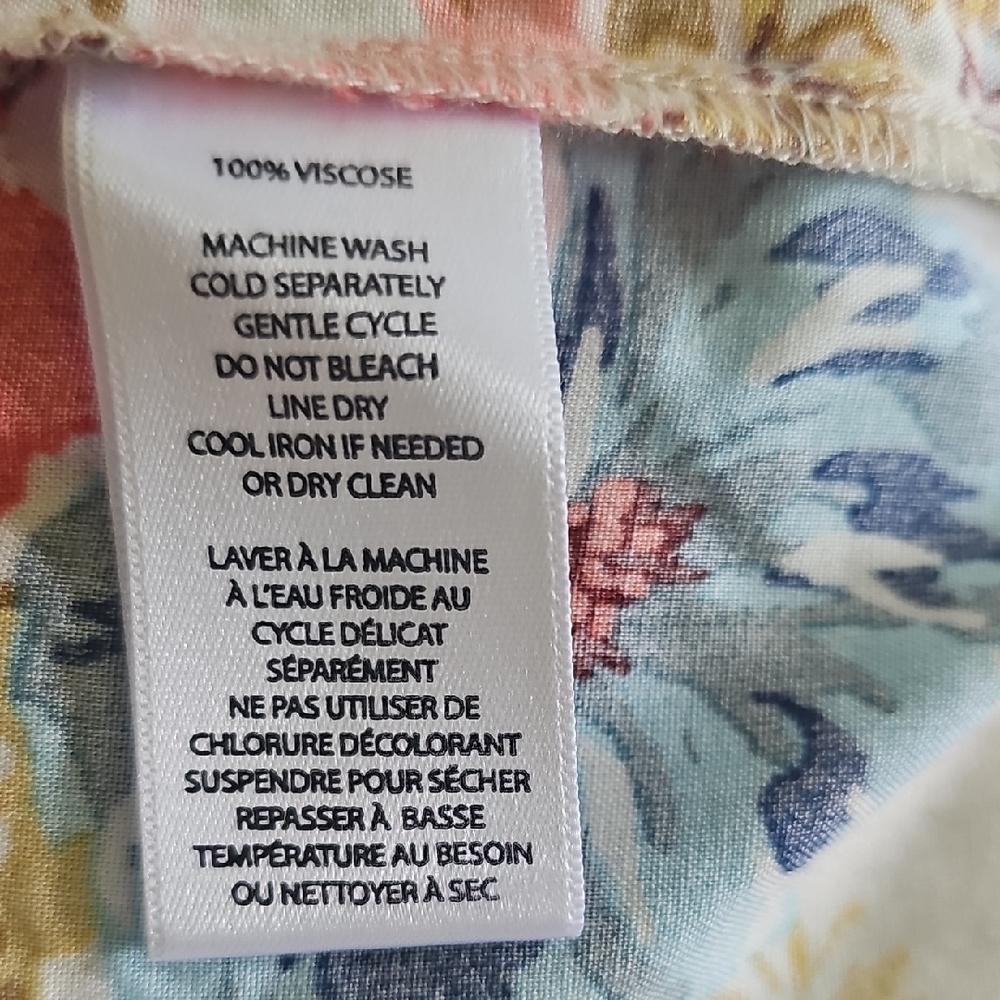 100% VISCOSE
MACHINE WASH
COLD SEPARATELY
GENTLE CYCLE
DO NOT BLEACH
LINE DRY
COOL IRON IF NEEDED
OR DRY CLEAN
LAVER À LA MACHINE
À L'EAU FROIDE AU
CYCLE DÉLICAT
SÉPARÉMENT
NE PAS UTILISER DE
CHLORURE DÉCOLORANT
SUSPENDRE POUR SÉCHER
REPASSER À BASSE
TEMPÉRATURE AU BESOIN
OU NETTOYER À SEC